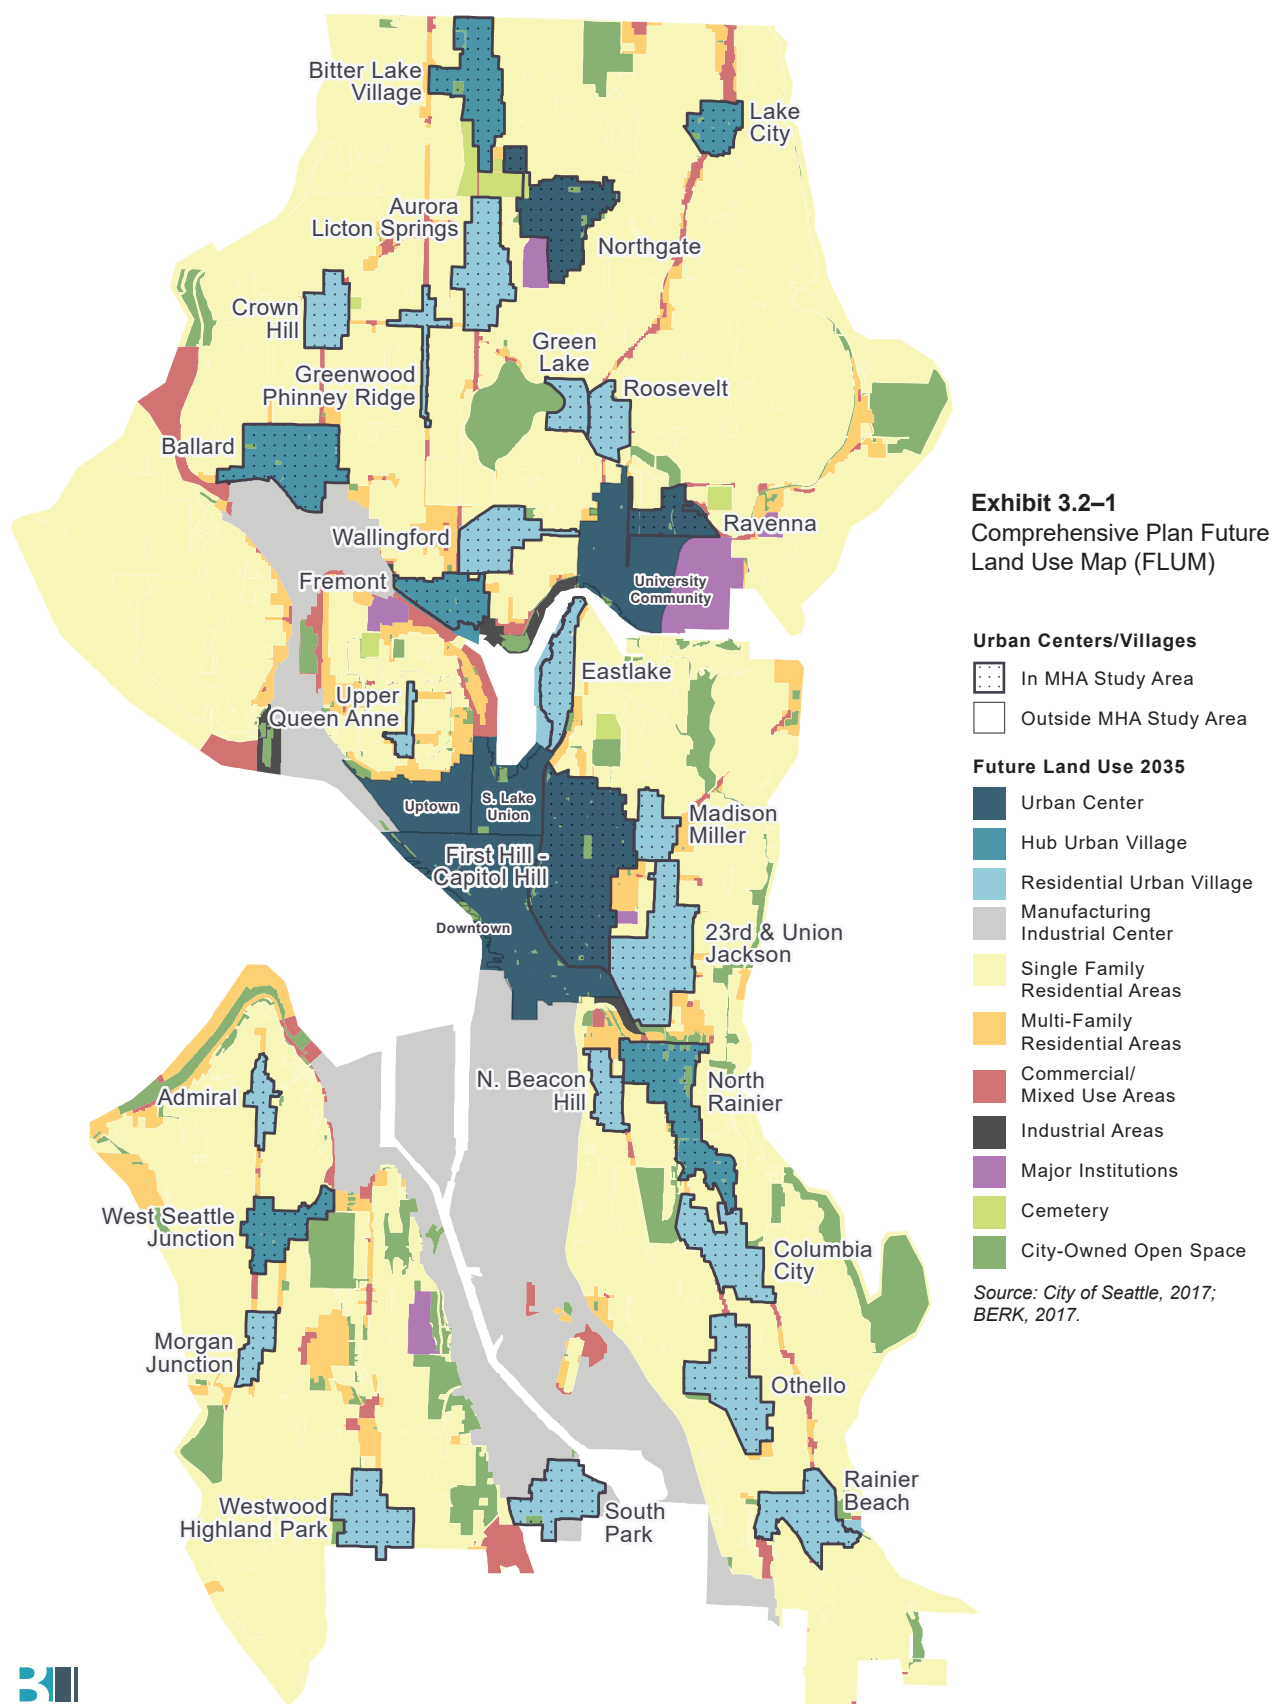 Bitter Lake
Village
Lake
City
Aurora
Licton Springs
Northgate
Crown
Hill
Green
Lake
Greenwood
Phinney Ridge
Roosevelt
Ballard
Wallingford
Ravenna
Fremont
University
Community
Eastlake
Upper
Queen Anne
Uptown
S. Lake
Union
Madison
Miller
First Hill -
Capitol Hill
Downtown
23rd & Union
Jackson
Admiral
N. Beacon
Hill
North
Rainier
West Seattle
Junction
Columbia
City
Morgan
Junction
Othello
Westwood
Highland Park
South
Park
Rainier
Beach
Exhibit 3.2–1
Comprehensive Plan Future
Land Use Map (FLUM)
Urban Centers/Villages
In MHA Study Area
Outside MHA Study Area
Future Land Use 2035
Urban Center
Hub Urban Village
Residential Urban Village
Manufacturing
Industrial Center
Single Family
Residential Areas
Multi-Family
Residential Areas
Commercial/
Mixed Use Areas
Industrial Areas
Major Institutions
Cemetery
City-Owned Open Space
Source: City of Seattle, 2017;
BERK, 2017.